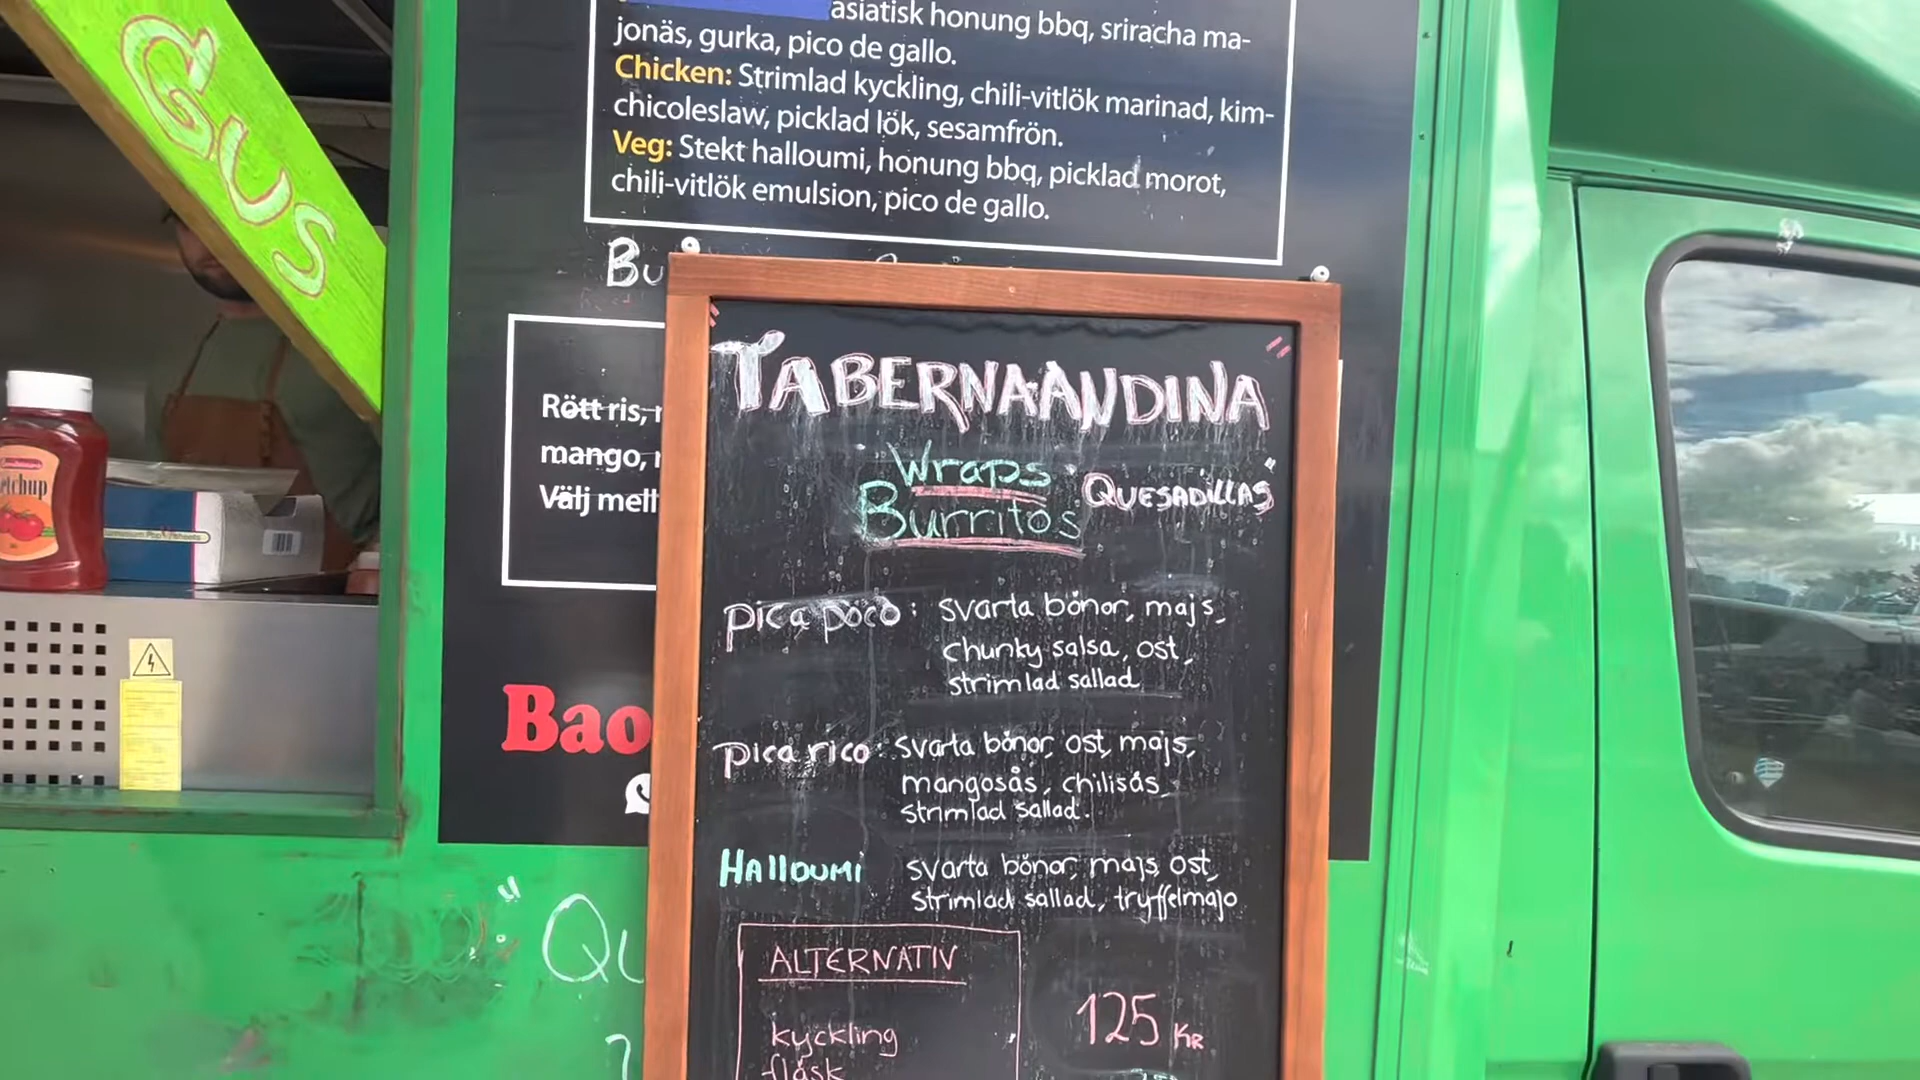 GUS
asiatisk honung bbq, sriracha ma-
jonäs, gurka, pico de gallo.
Chicken: Strimlad kyckling, chili-vitlök marinad, kim-
chicoleslaw, picklad lök, sesamfrön.
Veg: Stekt halloumi, honung bbq, picklad morot,
chili-vitlök emulsion, pico de gallo.
Bu
Rött ris,
mango,
Välj mell
Bao
Qu
TABERNA ANDINA
Wraps
Burritos
QUESADILLAS
pica poco: svarta bönor, majs,
chunky salsa, ost,
strimlad sallad
pica rico: svarta bönor, ost, majs,
mangosås, chilisås,
strimlad sallad.
HAllOUMI svarta bönor, majs, ost,
strimlad sallad, tryffelmajo
ALTERNATIV
kyckling
fläsk
125 KR